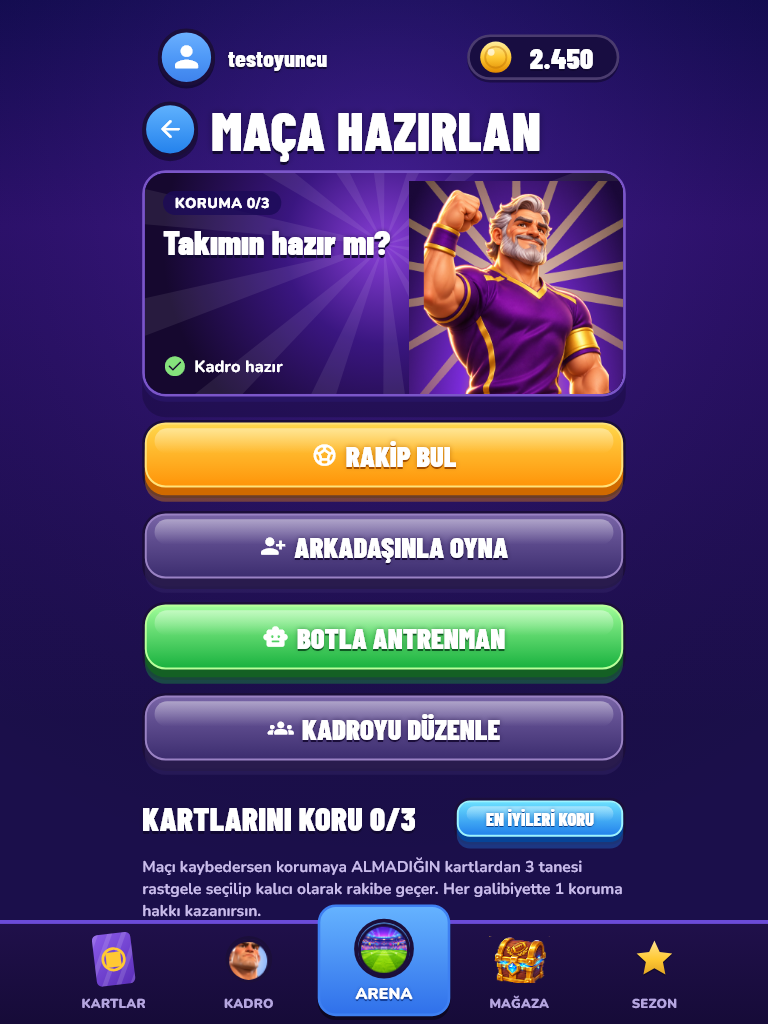 testoyuncu
2.450
MAÇA HAZIRLAN
KORUMA 0/3
Takımın hazır mı?
Kadro hazır
RAKİP BUL
ARKADAŞINLA OYNA
BOTLA ANTRENMAN
KADROYU DÜZENLE
KARTLARINI KORU 0/3
EN İYİLERİ KORU
Maçı kaybedersen korumaya ALMADIĞIN kartlardan 3 tanesi
rastgele seçilip kalıcı olarak rakibe geçer. Her galibiyette 1 koruma
hakkı kazanırsın.
KARTLAR
KADRO
ARENA
MAĞAZA
SEZON